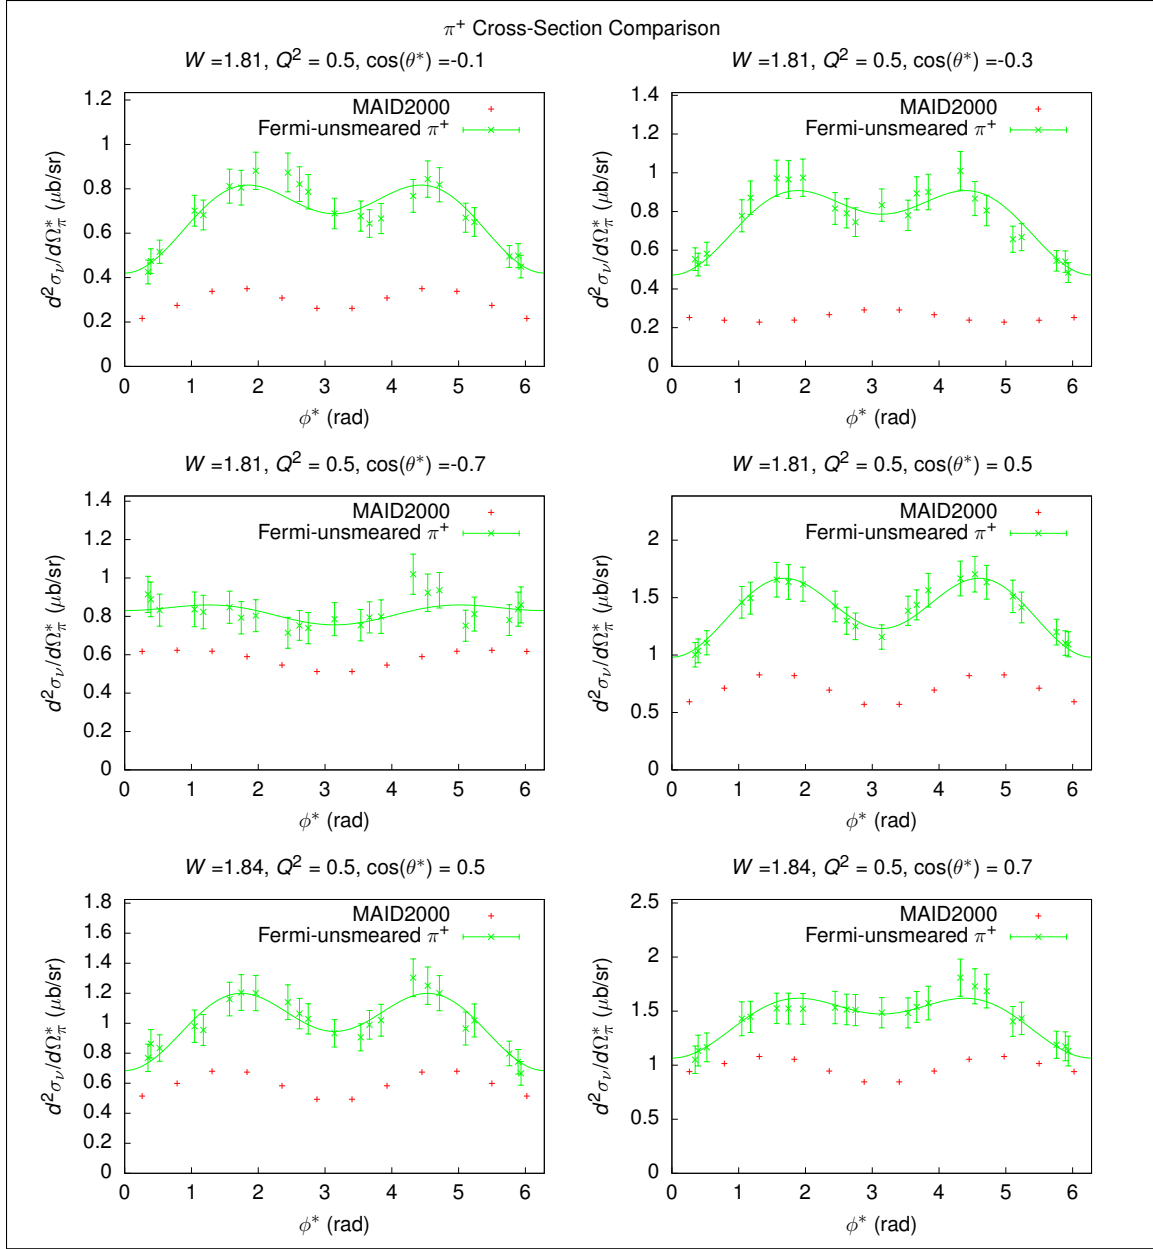 π⁺ Cross-Section Comparison
W =1.81, Q² = 0.5, cos(θ*) =-0.1
d²σ_ν/dΩ*_π (μb/sr)
1.2
1
0.8
0.6
0.4
0.2
0
MAID2000
Fermi-unsmeared π⁺
0 1 2 3 4 5 6
φ* (rad)
W =1.81, Q² = 0.5, cos(θ*) =-0.3
d²σ_ν/dΩ*_π (μb/sr)
1.4
1.2
1
0.8
0.6
0.4
0.2
0
MAID2000
Fermi-unsmeared π⁺
0 1 2 3 4 5 6
φ* (rad)
W =1.81, Q² = 0.5, cos(θ*) =-0.7
d²σ_ν/dΩ*_π (μb/sr)
1.4
1.2
1
0.8
0.6
0.4
0.2
0
MAID2000
Fermi-unsmeared π⁺
0 1 2 3 4 5 6
φ* (rad)
W =1.81, Q² = 0.5, cos(θ*) = 0.5
d²σ_ν/dΩ*_π (μb/sr)
2
1.5
1
0.5
0
MAID2000
Fermi-unsmeared π⁺
0 1 2 3 4 5 6
φ* (rad)
W =1.84, Q² = 0.5, cos(θ*) = 0.5
d²σ_ν/dΩ*_π (μb/sr)
1.8
1.6
1.4
1.2
1
0.8
0.6
0.4
0.2
0
MAID2000
Fermi-unsmeared π⁺
0 1 2 3 4 5 6
φ* (rad)
W =1.84, Q² = 0.5, cos(θ*) = 0.7
d²σ_ν/dΩ*_π (μb/sr)
2.5
2
1.5
1
0.5
0
MAID2000
Fermi-unsmeared π⁺
0 1 2 3 4 5 6
φ* (rad)